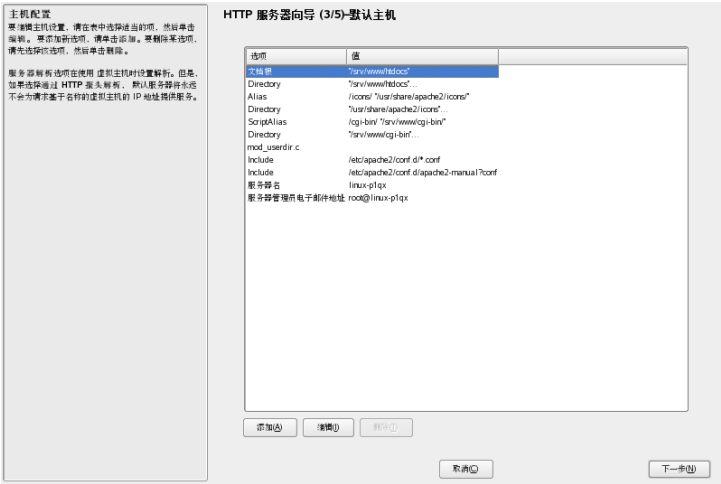 主机配置
要编辑主机设置，请在表中选择适当的项，然后单击
编辑。 要添加新选项，请单击添加。要删除某选项，
请先选择该选项，然后单击删除。
服务器解析选项在使用 虚拟主机时设置解析。但是，
如果选择通过 HTTP 报头解析， 默认服务器将永远
不会为请求基于名称的虚拟主机的 IP 地址提供服务。
HTTP 服务器向导 (3/5)–默认主机
选项 值
文档根 "/srv/www/htdocs"
Directory "/srv/www/htdocs"...
Alias /icons/ "/usr/share/apache2/icons/"
Directory "/usr/share/apache2/icons"...
ScriptAlias /cgi-bin/ "/srv/www/cgi-bin/"
Directory "/srv/www/cgi-bin"...
mod_userdir.c
Include /etc/apache2/conf.d/*.conf
Include /etc/apache2/conf.d/apache2-manual?conf
服务器名 linux-p1qx
服务器管理员电子邮件地址 root@linux-p1qx
添加(A) 编辑(I) 删除(T)
取消(C) 下一步(N)